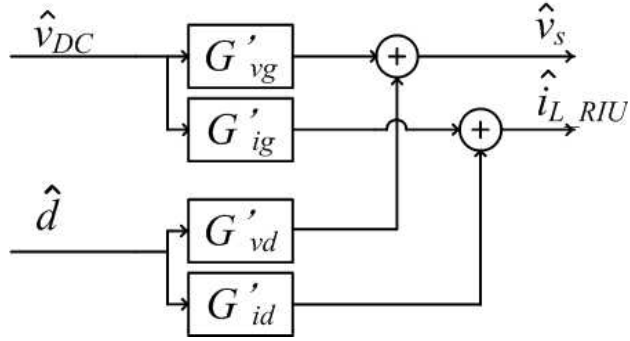 v̂_DC
G'_vg
+
v̂_s
G'_ig
+
î_L_RIU
d̂
G'_vd
G'_id